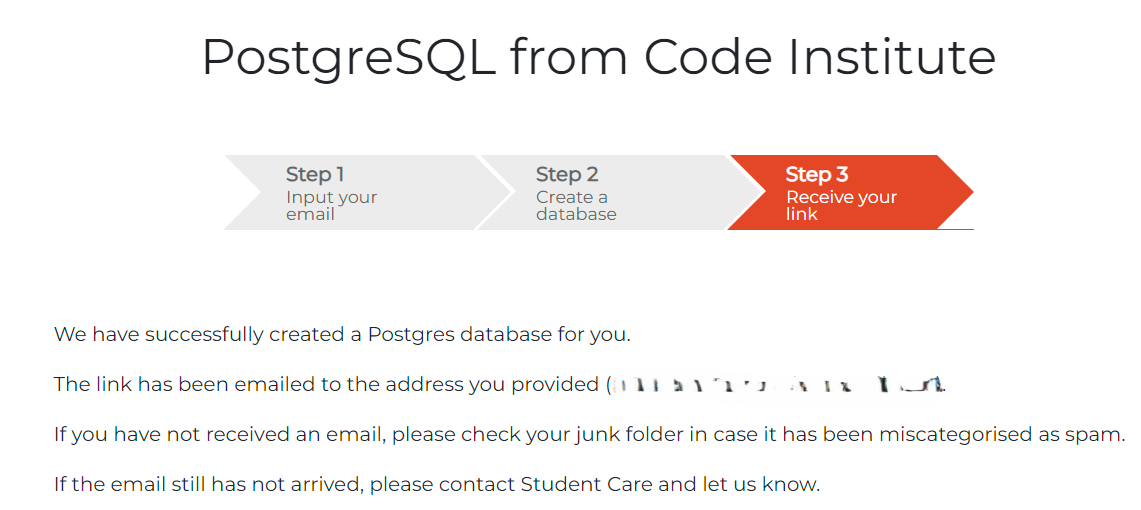 PostgreSQL from Code Institute
Step 1
Input your
email
Step 2
Create a
database
Step 3
Receive your
link
We have successfully created a Postgres database for you.
The link has been emailed to the address you provided (
If you have not received an email, please check your junk folder in case it has been miscategorised as spam.
If the email still has not arrived, please contact Student Care and let us know.